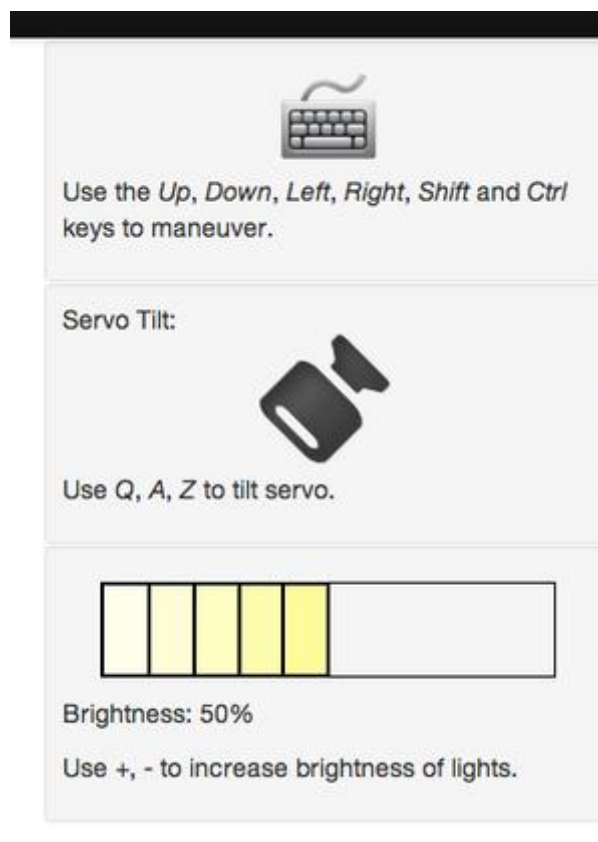 Use the Up, Down, Left, Right, Shift and Ctrl
keys to maneuver.
Servo Tilt:
Use Q, A, Z to tilt servo.
Brightness: 50%
Use +, - to increase brightness of lights.